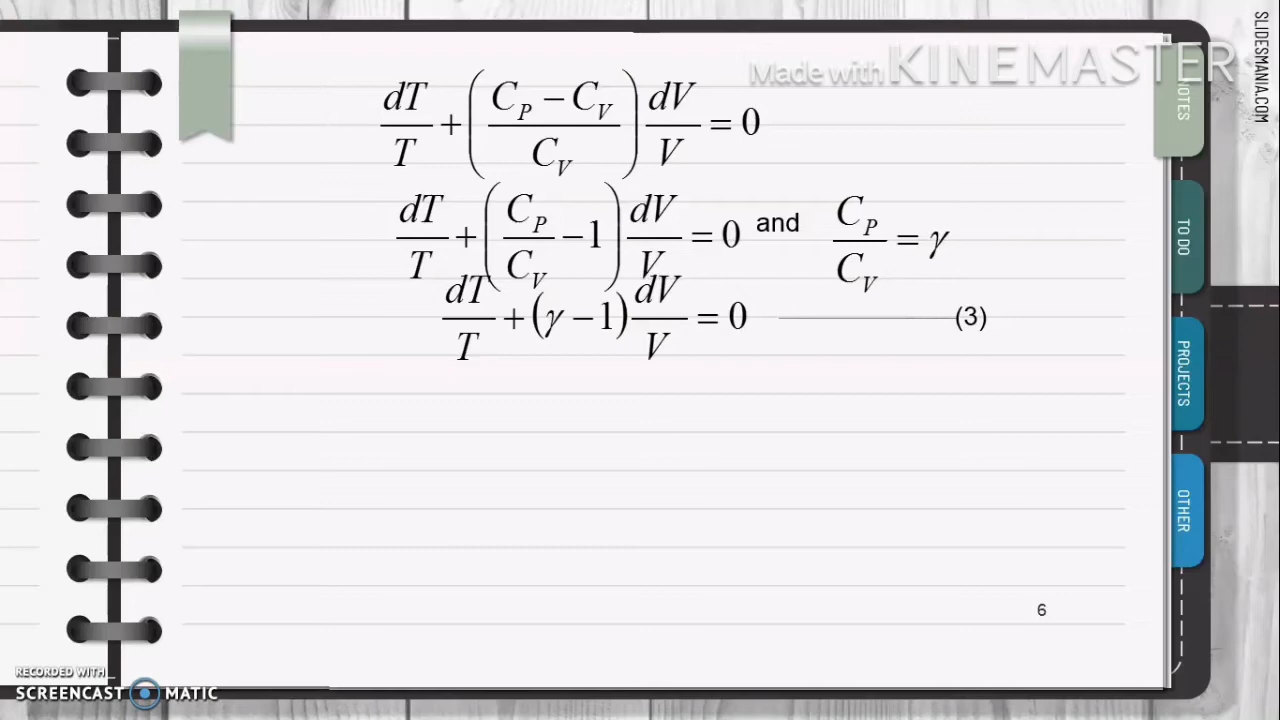 Made with KINEMASTER
SLIDESMANIA.COM
dT/T + ((C_P − C_V)/C_V) dV/V = 0
dT/T + (C_P/C_V − 1) dV/V = 0 and C_P/C_V = γ
dT/T + (γ − 1) dV/V = 0 (3)
NOTES
TO DO
PROJECTS
OTHER
6
RECORDED WITH
SCREENCAST MATIC